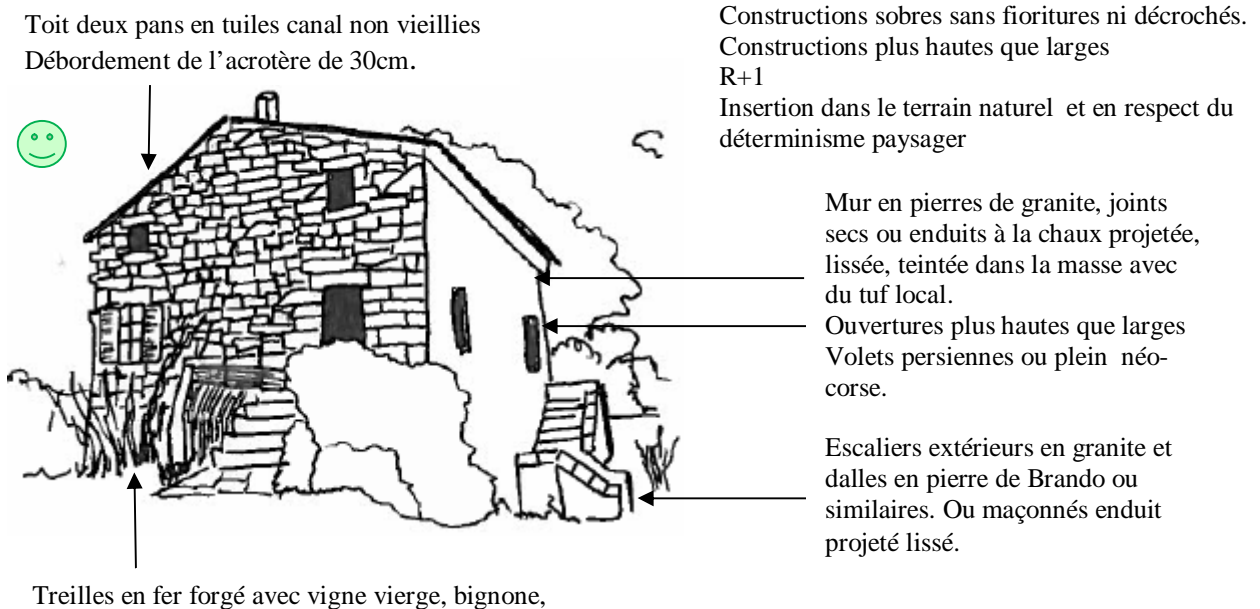 Toit deux pans en tuiles canal non vieillies
Débordement de l'acrotère de 30cm.
Constructions sobres sans fioritures ni décrochés.
Constructions plus hautes que larges
R+1
Insertion dans le terrain naturel et en respect du
déterminisme paysager
Mur en pierres de granite, joints
secs ou enduits à la chaux projetée,
lissée, teintée dans la masse avec
du tuf local.
Ouvertures plus hautes que larges
Volets persiennes ou plein néo-
corse.
Escaliers extérieurs en granite et
dalles en pierre de Brando ou
similaires. Ou maçonnés enduit
projeté lissé.
Treilles en fer forgé avec vigne vierge, bignone,